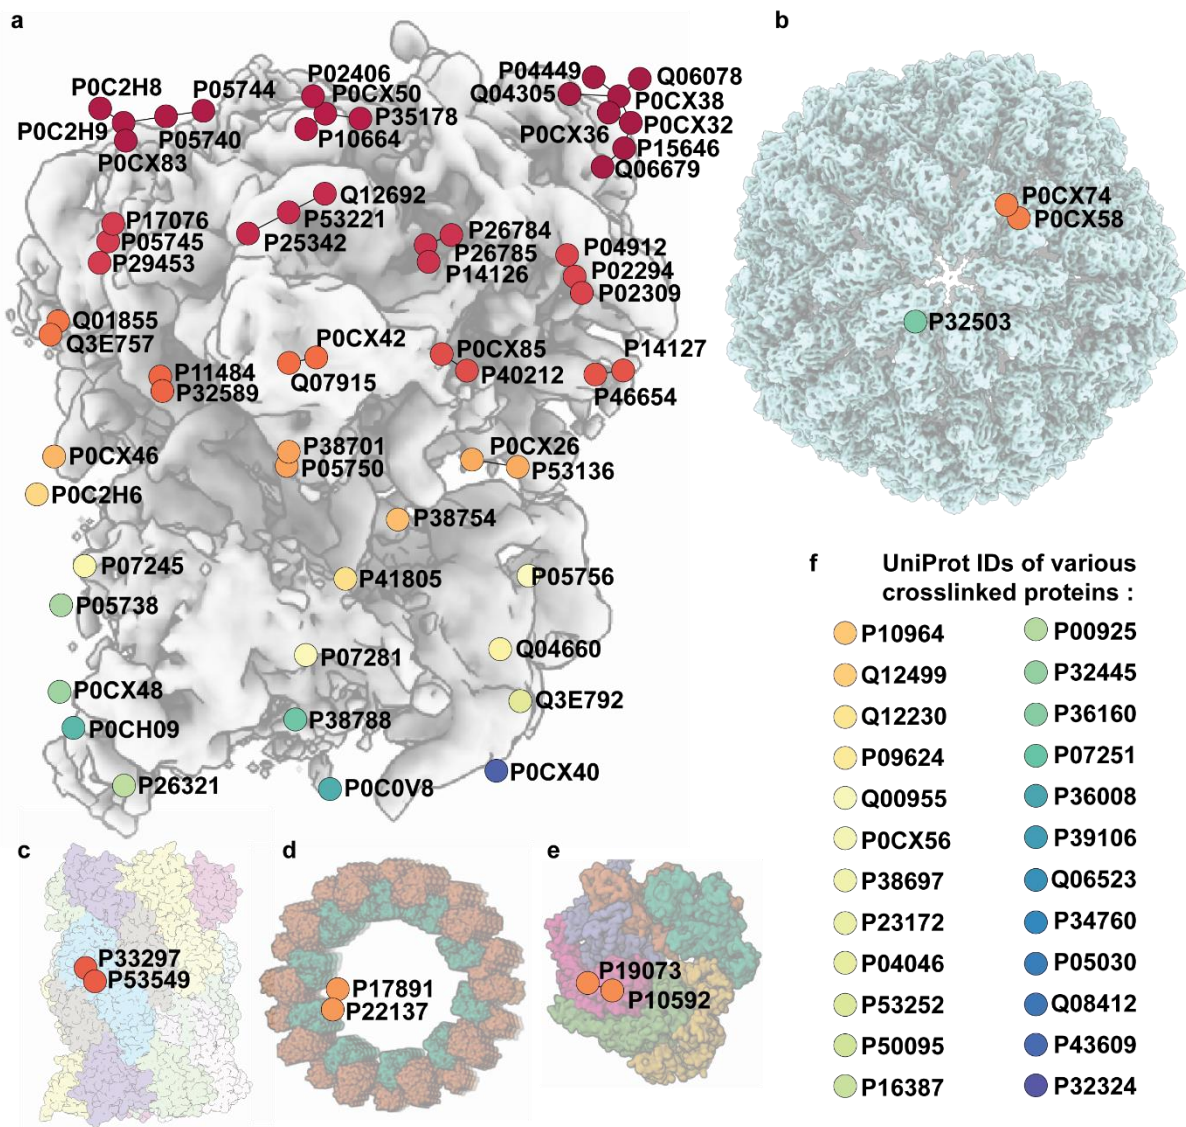 a
P0C2H8
P05744
P0C2H9
P05740
P0CX83
P02406
P0CX50
P35178
P10664
P04449
Q06078
Q04305
P0CX38
P0CX36
P0CX32
P15646
Q06679
Q12692
P53221
P25342
P17076
P05745
P29453
P26784
P26785
P14126
P04912
P02294
P02309
Q01855
Q3E757
P0CX42
Q07915
P0CX85
P40212
P14127
P46654
P11484
P32589
P0CX46
P38701
P05750
P0CX26
P53136
P0C2H6
P38754
P07245
P41805
P05756
P05738
P07281
Q04660
P0CX48
P38788
Q3E792
P0CH09
P26321
P0C0V8
P0CX40
b
P0CX74
P0CX58
P32503
c
P33297
P53549
d
P17891
P22137
e
P19073
P10592
f
UniProt IDs of various
crosslinked proteins :
P10964
Q12499
Q12230
P09624
Q00955
P0CX56
P38697
P23172
P04046
P53252
P50095
P16387
P00925
P32445
P36160
P07251
P36008
P39106
Q06523
P34760
P05030
Q08412
P43609
P32324